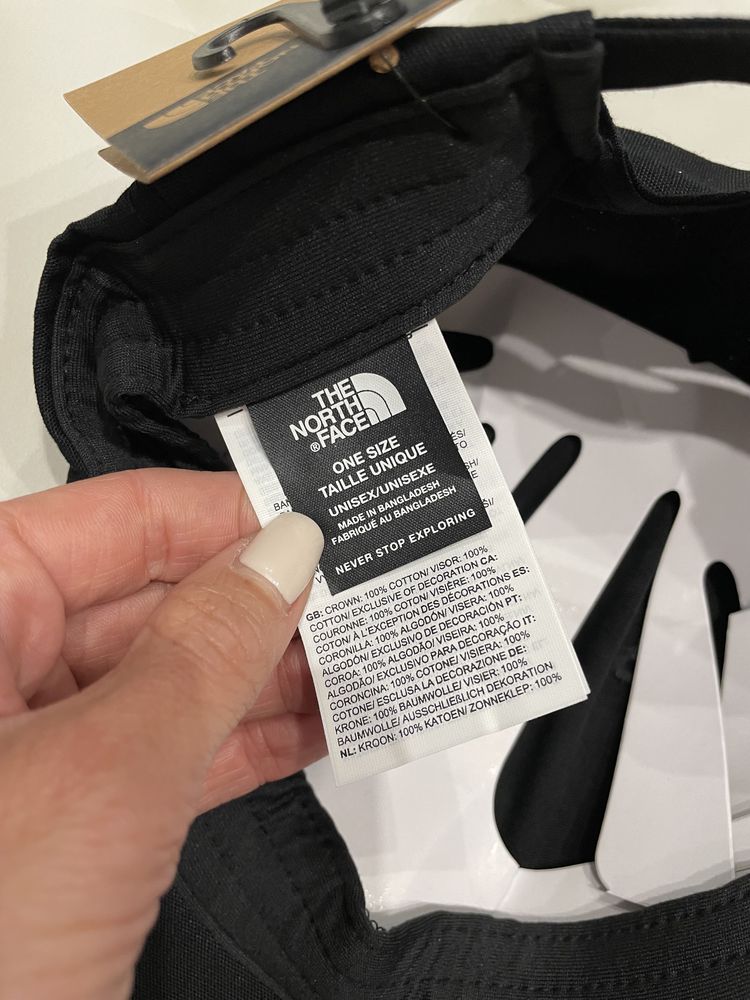 THE
NORTH
FACE
®
ONE SIZE
TAILLE UNIQUE
UNISEX/UNISEXE
MADE IN BANGLADESH
FABRIQUÉ AU BANGLADESH
NEVER STOP EXPLORING
GB: CROWN: 100% COTTON/ VISOR: 100%
COTTON/ EXCLUSIVE OF DECORATION CA:
COURONNE: 100% COTON/ VISIÈRE: 100%
COTON/ À L'EXCEPTION DES DÉCORATIONS ES:
CORONILLA: 100% ALGODÓN/ VISERA: 100%
ALGODÓN/ EXCLUSIVO DE DECORACIÓN PT:
COROA: 100% ALGODÃO/ VISEIRA: 100%
ALGODÃO/ EXCLUSIVO PARA DECORAÇÃO IT:
CORONCINA: 100% COTONE/ VISIERA: 100%
COTONE/ ESCLUSA LA DECORAZIONE DE:
KRONE: 100% BAUMWOLLE/ VISIER: 100%
BAUMWOLLE/ AUSSCHLIEßLICH DEKORATION
NL: KROON: 100% KATOEN/ ZONNEKLEP: 100%